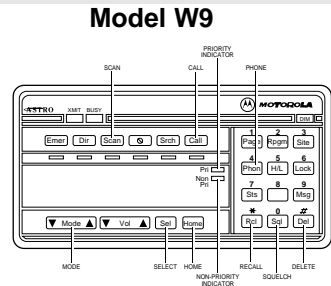 Model W9
PRIORITY
INDICATOR
SCAN CALL PHONE
ASTRO XMIT BUSY MOTOROLA
DIM
1 2 3
Emer Dir Scan Srch Call Page Rpgm Site
4 5 6
Phon H/L Lock
Pri
Non
Pri
7 8 9
Sts Msg
* 0 #
▼ Mode ▲ ▼ Vol ▲ Sel Home Rcl Sql Del
MODE SELECT HOME RECALL DELETE
SQUELCH
NON-PRIORITY
INDICATOR